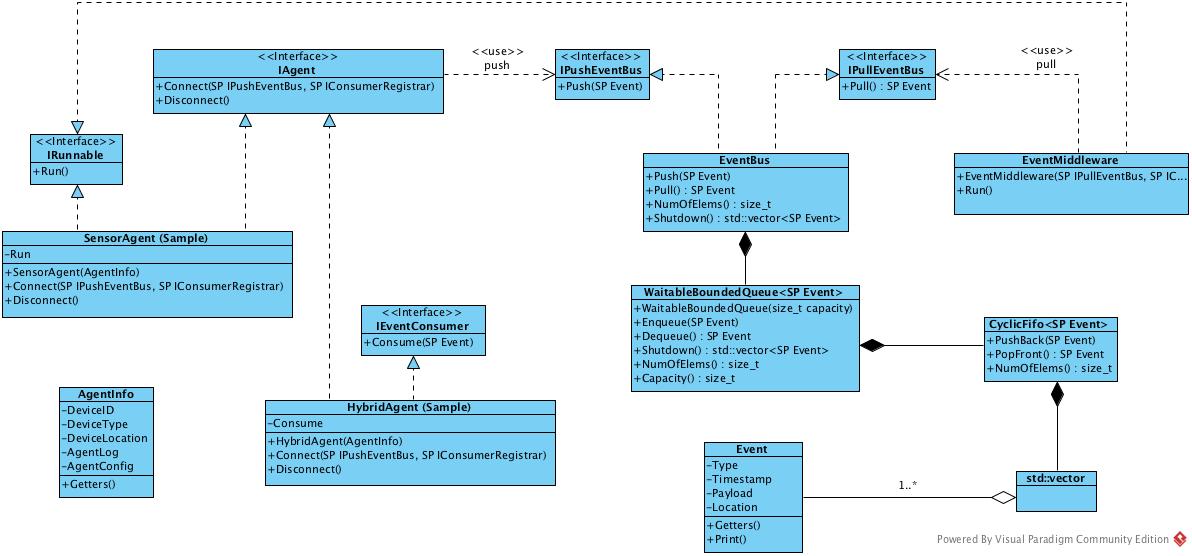 <<Interface>>
IAgent
+Connect(SP IPushEventBus, SP IConsumerRegistrar)
+Disconnect()
<<use>>
push
<<Interface>>
IPushEventBus
+Push(SP Event)
<<Interface>>
IPullEventBus
+Pull() : SP Event
<<use>>
pull
<<Interface>>
IRunnable
+Run()
EventBus
+Push(SP Event)
+Pull() : SP Event
+NumOfElems() : size_t
+Shutdown() : std::vector<SP Event>
EventMiddleware
+EventMiddleware(SP IPullEventBus, SP IC...
+Run()
SensorAgent (Sample)
-Run
+SensorAgent(AgentInfo)
+Connect(SP IPushEventBus, SP IConsumerRegistrar)
+Disconnect()
<<Interface>>
IEventConsumer
+Consume(SP Event)
WaitableBoundedQueue<SP Event>
+WaitableBoundedQueue(size_t capacity)
+Enqueue(SP Event)
+Dequeue() : SP Event
+Shutdown() : std::vector<SP Event>
+NumOfElems() : size_t
+Capacity() : size_t
CyclicFifo<SP Event>
+PushBack(SP Event)
+PopFront() : SP Event
+NumOfElems() : size_t
AgentInfo
-DeviceID
-DeviceType
-DeviceLocation
-AgentLog
-AgentConfig
+Getters()
HybridAgent (Sample)
-Consume
+HybridAgent(AgentInfo)
+Connect(SP IPushEventBus, SP IConsumerRegistrar)
+Disconnect()
Event
-Type
-Timestamp
-Payload
-Location
+Getters()
+Print()
1..*
std::vector
Powered By Visual Paradigm Community Edition